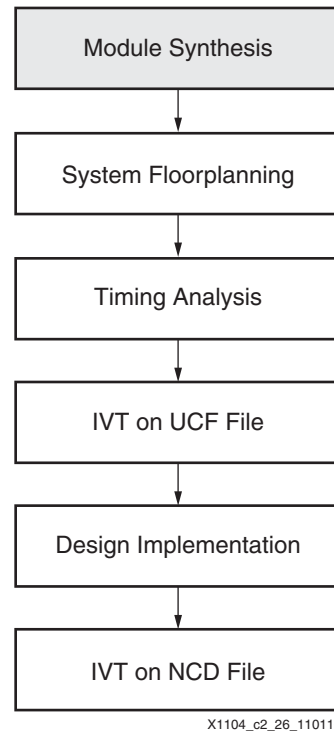 Module Synthesis
System Floorplanning
Timing Analysis
IVT on UCF File
Design Implementation
IVT on NCD File
X1104_c2_26_11011